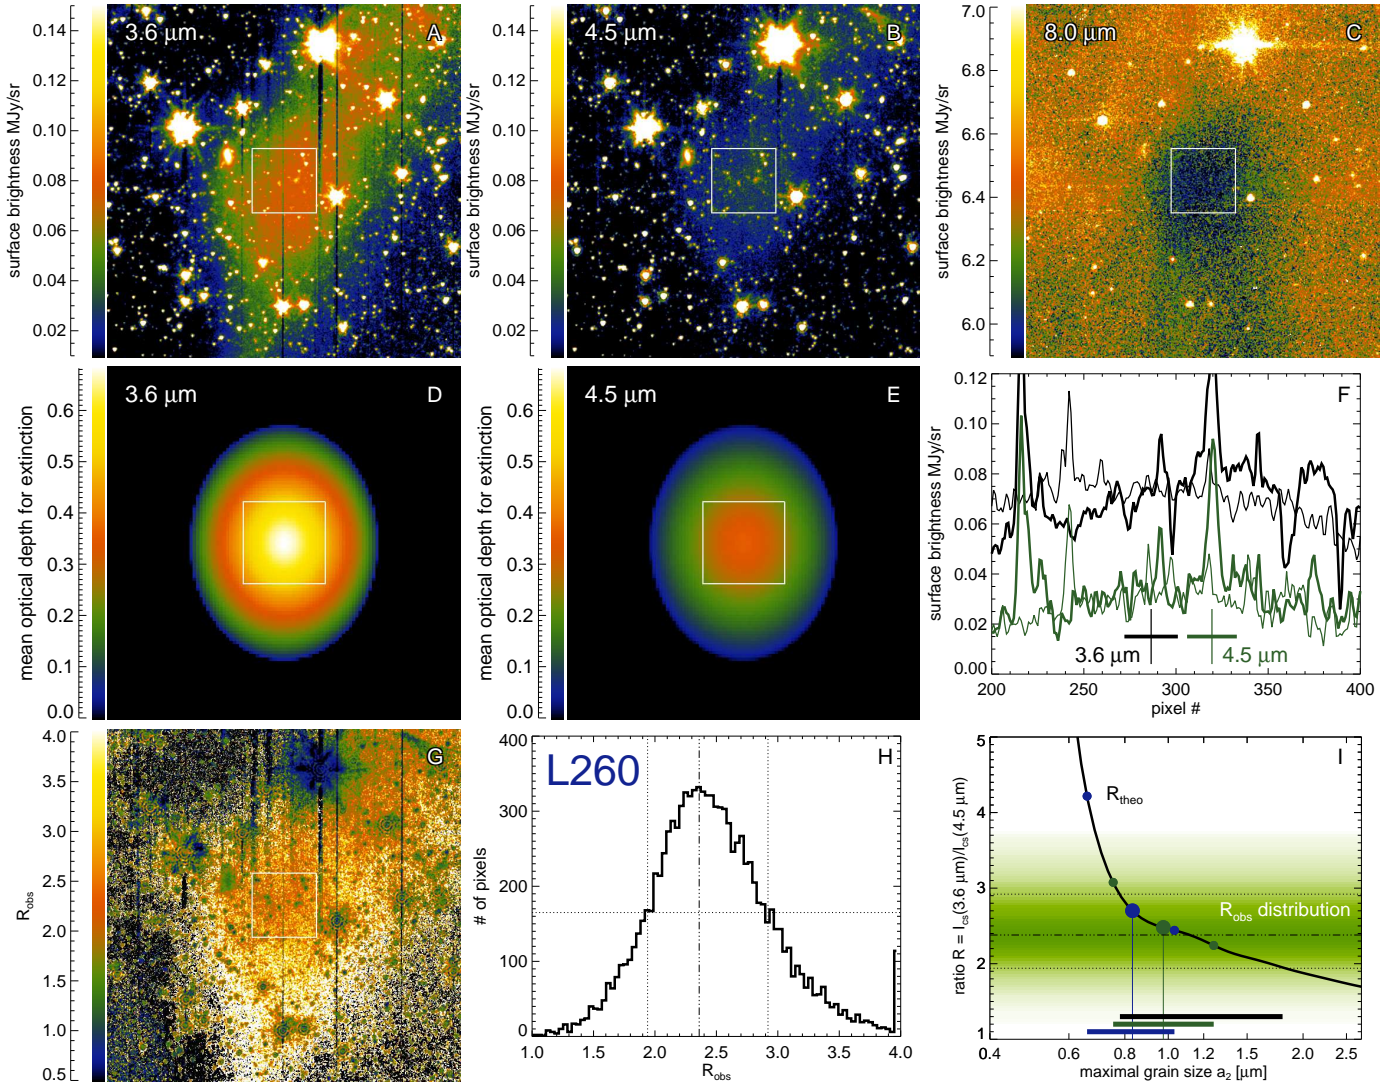 3.6 μm
A
surface brightness MJy/sr
0.14
0.12
0.10
0.08
0.06
0.04
0.02
4.5 μm
B
surface brightness MJy/sr
0.14
0.12
0.10
0.08
0.06
0.04
0.02
8.0 μm
C
surface brightness MJy/sr
7.0
6.8
6.6
6.4
6.2
6.0
3.6 μm
D
mean optical depth for extinction
0.6
0.5
0.4
0.3
0.2
0.1
0.0
4.5 μm
E
mean optical depth for extinction
0.6
0.5
0.4
0.3
0.2
0.1
0.0
F
surface brightness MJy/sr
0.12
0.10
0.08
0.06
0.04
0.02
0.00
3.6 μm
4.5 μm
200 250 300 350 400
pixel #
G
R_obs
4.0
3.5
3.0
2.5
2.0
1.5
1.0
0.5
H
L260
# of pixels
400
300
200
100
0
1.0 1.5 2.0 2.5 3.0 3.5 4.0
R_obs
I
ratio R = I_cs(3.6 μm)/I_cs(4.5 μm)
5
4
3
2
1
R_theo
R_obs distribution
0.4 0.6 0.8 1.0 1.5 2.0 2.5
maximal grain size a_2 [μm]